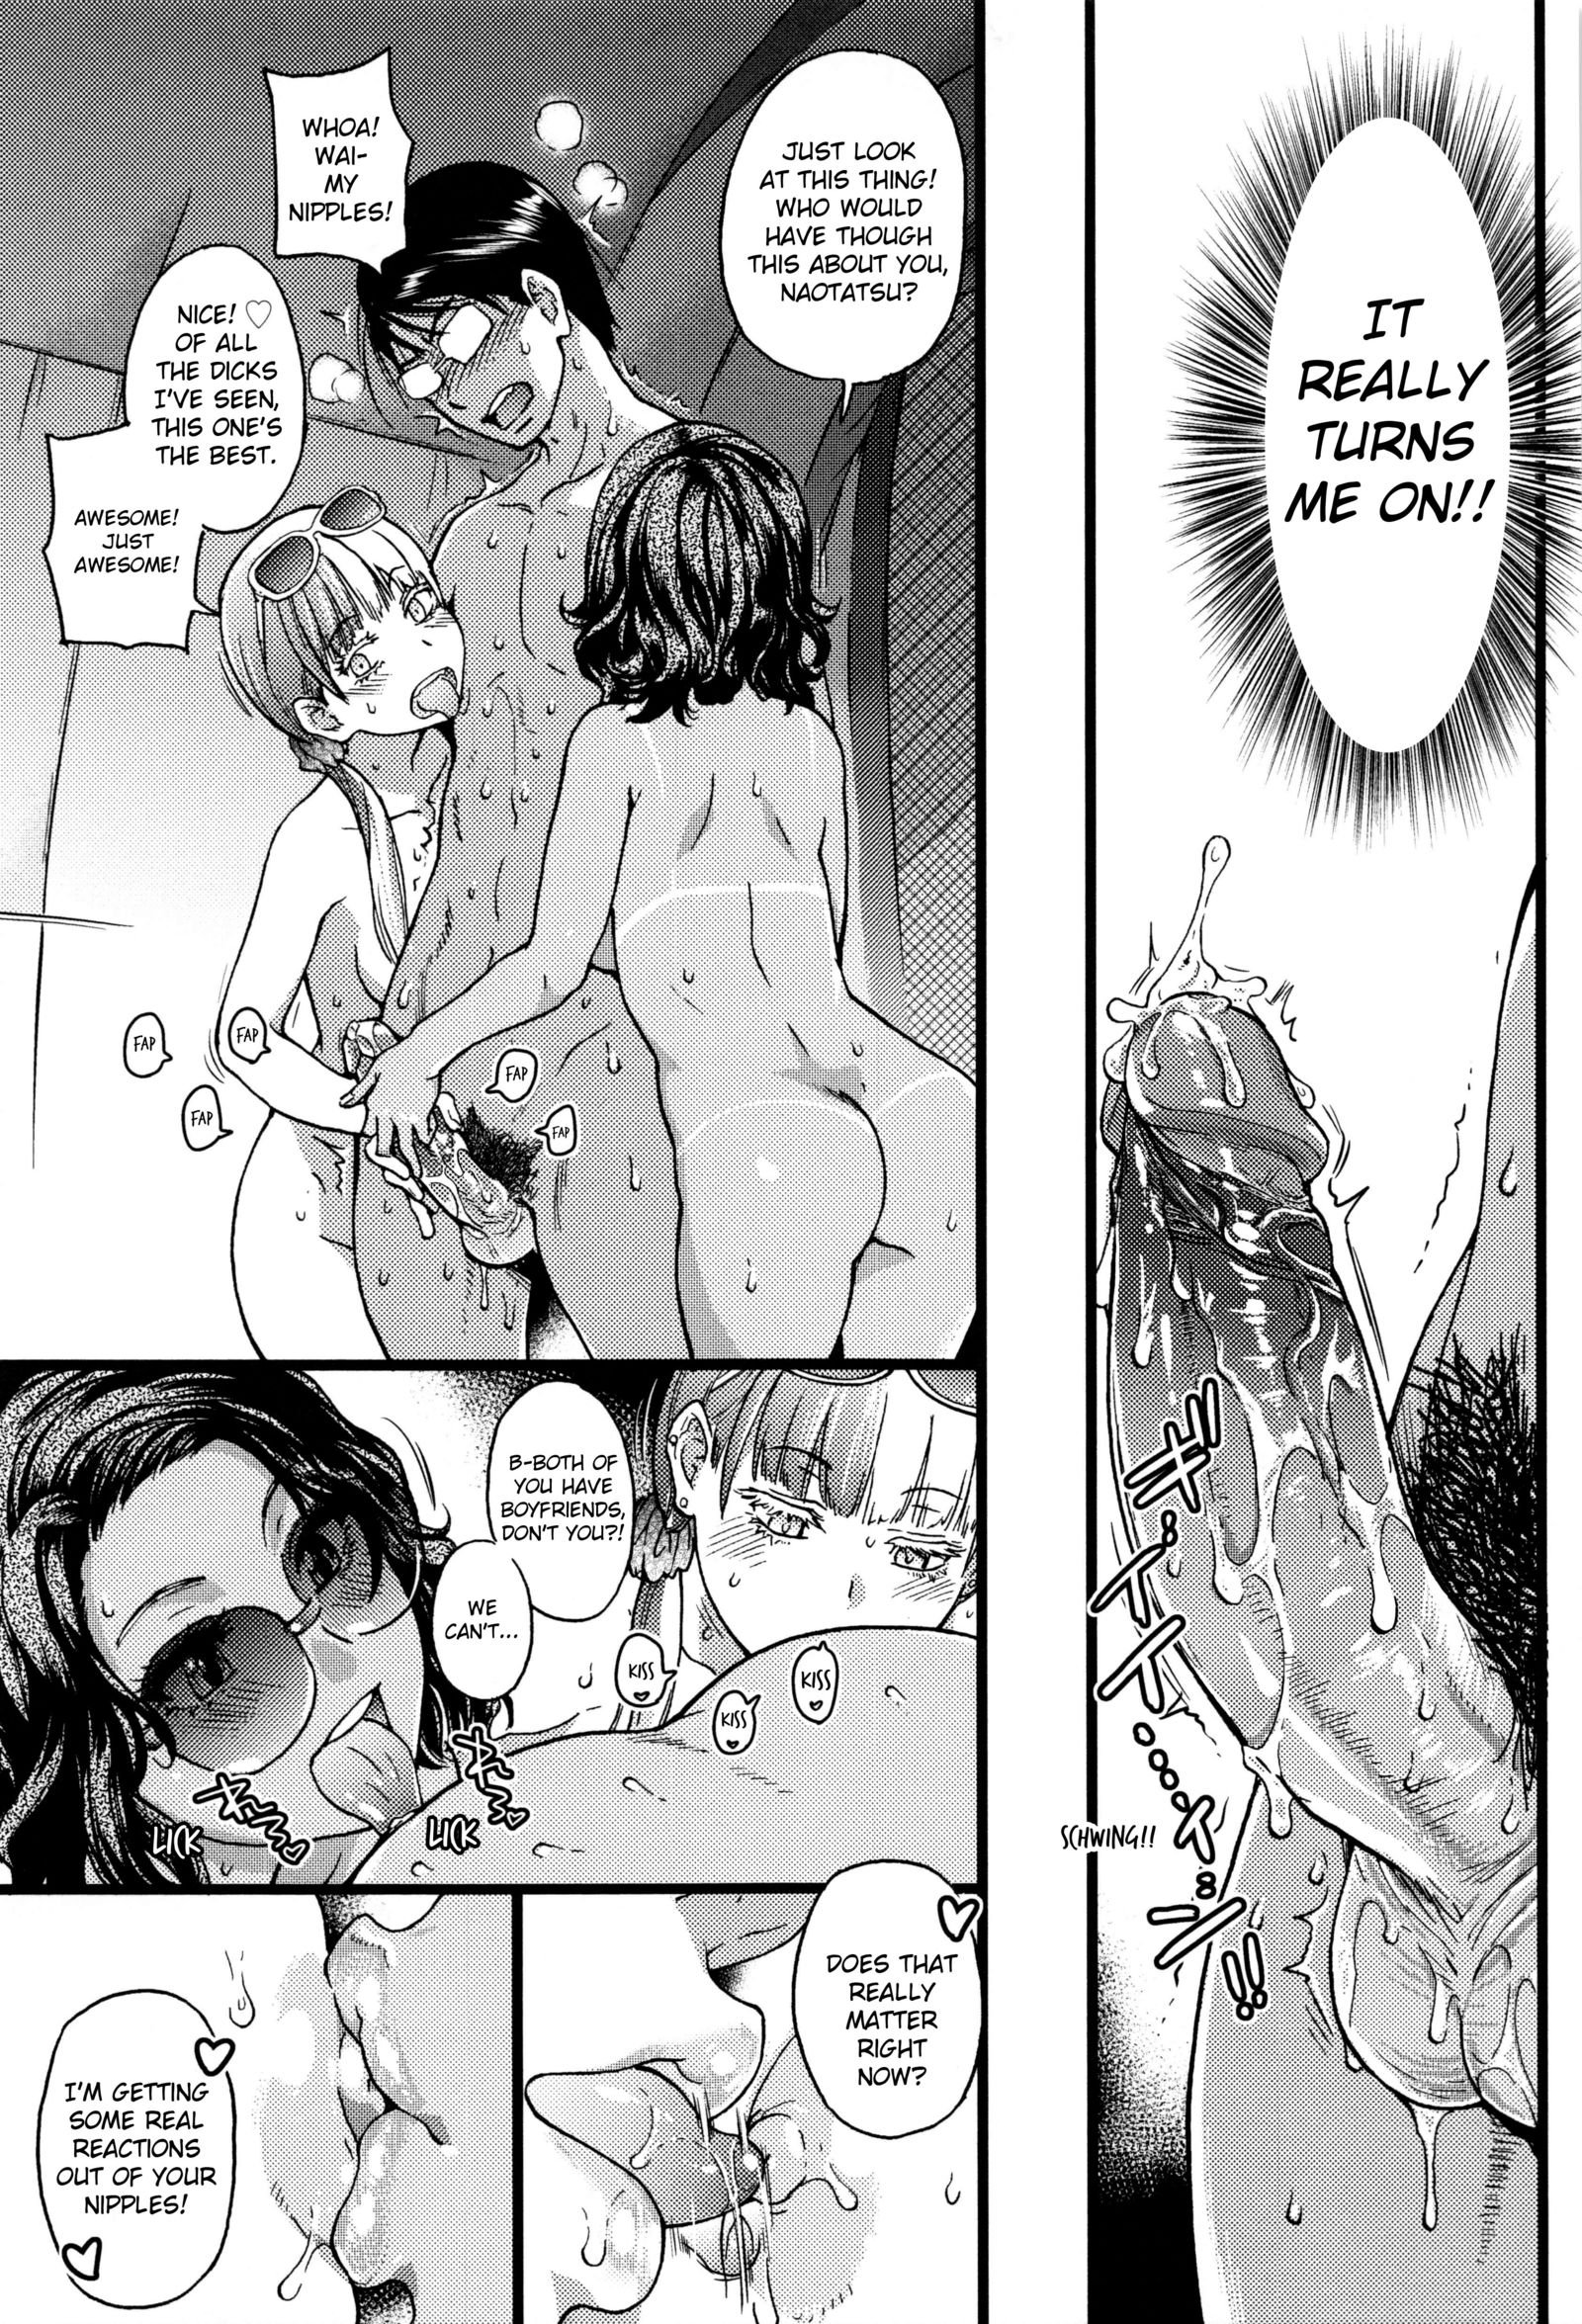 IT
REALLY
TURNS
ME ON!!
SCHWING!!
JUST LOOK
AT THIS THING!
WHO WOULD
HAVE THOUGH
THIS ABOUT YOU,
NAOTATSU?
WHOA!
WAI-
MY
NIPPLES!
NICE! ♡
OF ALL
THE DICKS
I'VE SEEN,
THIS ONE'S
THE BEST.
AWESOME!
JUST
AWESOME!
FAP
FAP
FAP
FAP
FAP
B-BOTH OF
YOU HAVE
BOYFRIENDS,
DON'T YOU?!
WE
CAN'T...
KISS
♥
KISS
♥
KISS
♥
LICK
LICK
DOES THAT
REALLY
MATTER
RIGHT
NOW?
I'M GETTING
SOME REAL
REACTIONS
OUT OF YOUR
NIPPLES!